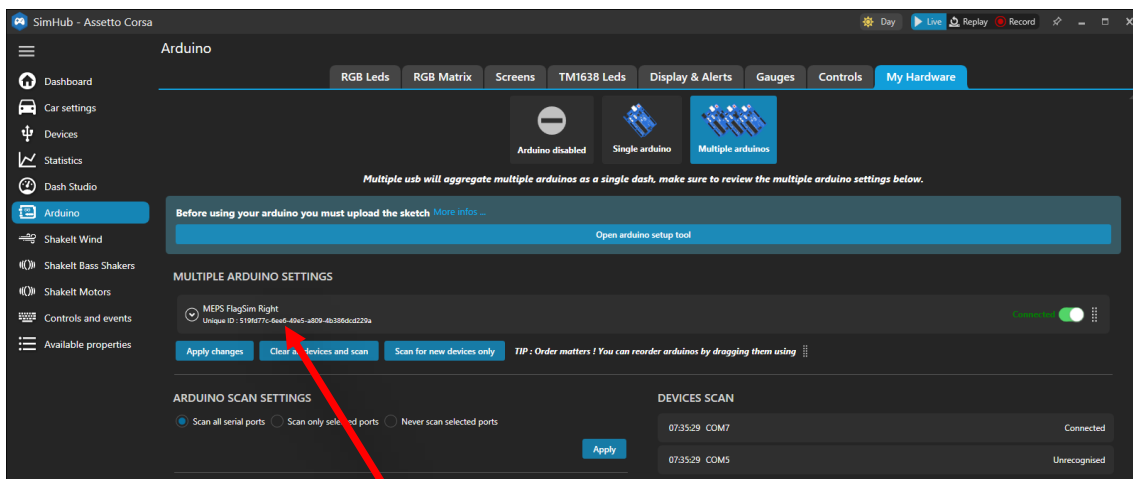 SimHub - Assetto Corsa
Day Live Replay Record
Arduino
Dashboard
Car settings
Devices
Statistics
Dash Studio
Arduino
ShakeIt Wind
ShakeIt Bass Shakers
ShakeIt Motors
Controls and events
Available properties
RGB Leds RGB Matrix Screens TM1638 Leds Display & Alerts Gauges Controls My Hardware
Arduino disabled Single arduino Multiple arduinos
Multiple usb will aggregate multiple arduinos as a single dash, make sure to review the multiple arduino settings below.
Before using your arduino you must upload the sketch More infos ...
Open arduino setup tool
MULTIPLE ARDUINO SETTINGS
MEPS FlagSim Right
Unique ID : 519fd77c-6ee6-49e5-a809-4b386dcd229a
Connected
Apply changes Clear all devices and scan Scan for new devices only TIP : Order matters ! You can reorder arduinos by dragging them using
ARDUINO SCAN SETTINGS
Scan all serial ports Scan only selected ports Never scan selected ports
Apply
DEVICES SCAN
07:35:29 COM7 Connected
07:35:29 COM5 Unrecognised